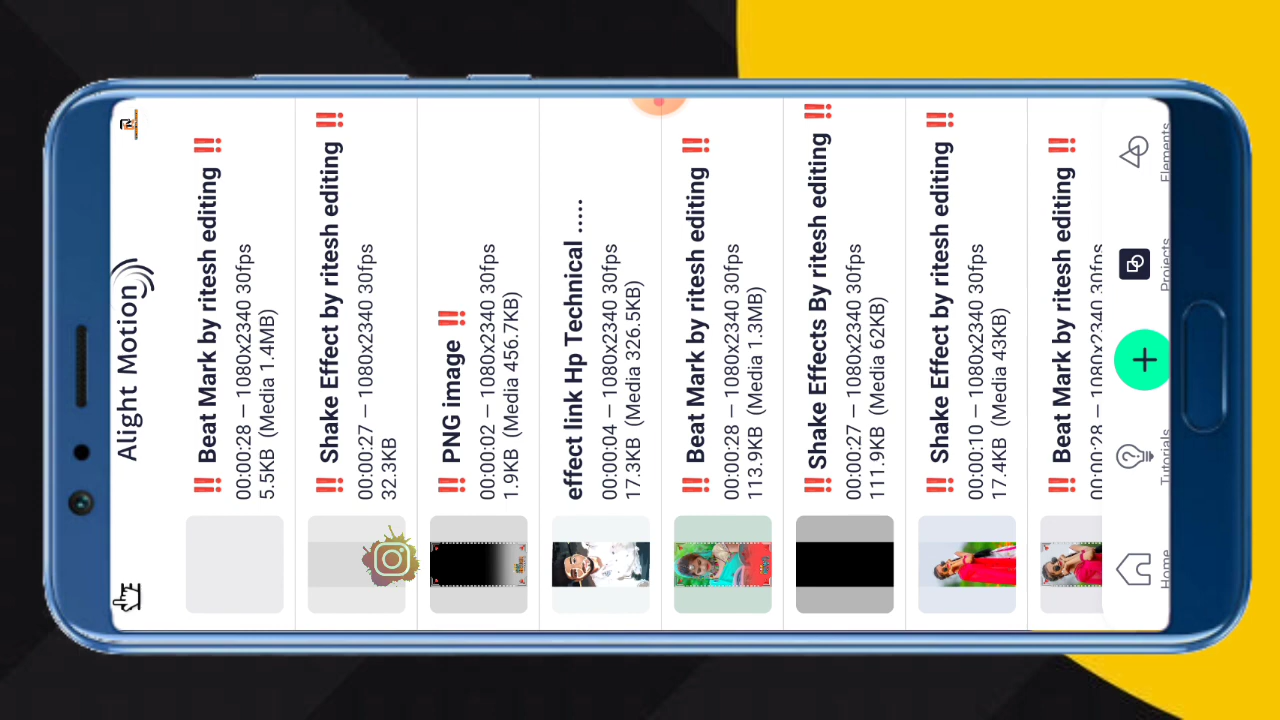 Alight Motion
‼️ Beat Mark by ritesh editing ‼️
00:00:28 — 1080x2340 30fps
5.5KB (Media 1.4MB)
‼️ Shake Effect by ritesh editing ‼️
00:00:27 — 1080x2340 30fps
32.3KB
‼️ PNG image ‼️
00:00:02 — 1080x2340 30fps
1.9KB (Media 456.7KB)
effect link Hp Technical .....
00:00:04 — 1080x2340 30fps
17.3KB (Media 326.5KB)
‼️ Beat Mark by ritesh editing ‼️
00:00:28 — 1080x2340 30fps
113.9KB (Media 1.3MB)
‼️ Shake Effects By ritesh editing ‼️
00:00:27 — 1080x2340 30fps
111.9KB (Media 62KB)
‼️ Shake Effect by ritesh editing ‼️
00:00:10 — 1080x2340 30fps
17.4KB (Media 43KB)
‼️ Beat Mark by ritesh editing ‼️
00:00:28 — 1080x2340 30fps
Home
Tutorials
Projects
Elements